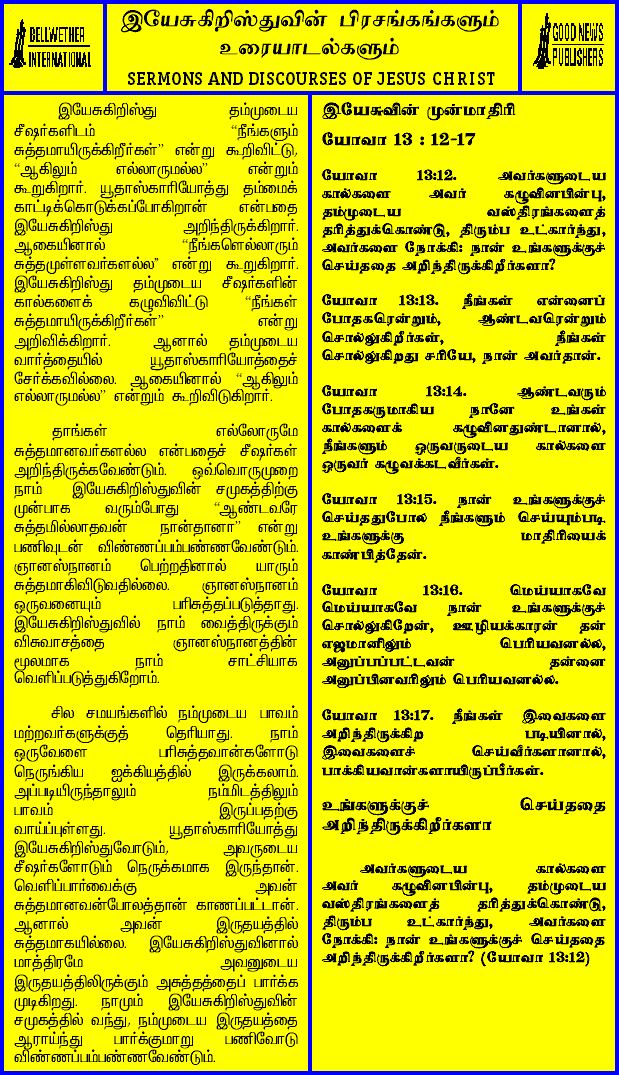 BELLWETHER
INTERNATIONAL
இயேசுகிறிஸ்துவின் பிரசங்கங்களும்
உரையாடல்களும்
SERMONS AND DISCOURSES OF JESUS CHRIST
GOOD NEWS
PUBLISHERS
இயேசுகிறிஸ்து தம்முடைய
சீஷர்களிடம் “நீங்களும்
சுத்தமாயிருக்கிறீர்கள்” என்று கூறிவிட்டு,
“ஆகிலும் எல்லாருமல்ல” என்றும்
கூறுகிறார். யூதாஸ்காரியோத்து தம்மைக்
காட்டிக்கொடுக்கப்போகிறான் என்பதை
இயேசுகிறிஸ்து அறிந்திருக்கிறார்.
ஆகையினால் “நீங்களெல்லாரும்
சுத்தமுள்ளவர்களல்ல” என்று கூறுகிறார்.
இயேசுகிறிஸ்து தம்முடைய சீஷர்களின்
கால்களைக் கழுவிவிட்டு “நீங்கள்
சுத்தமாயிருக்கிறீர்கள்” என்று
அறிவிக்கிறார். ஆனால் தம்முடைய
வார்த்தையில் யூதாஸ்காரியோத்தைச்
சேர்க்கவில்லை. ஆகையினால் “ஆகிலும்
எல்லாருமல்ல” என்றும் கூறிவிடுகிறார்.
தாங்கள் எல்லோருமே
சுத்தமானவர்களல்ல என்பதைச் சீஷர்கள்
அறிந்திருக்கவேண்டும். ஒவ்வொருமுறை
நாம் இயேசுகிறிஸ்துவின் சமுகத்திற்கு
முன்பாக வரும்போது “ஆண்டவரே
சுத்தமில்லாதவன் நான்தானா” என்று
பணிவுடன் விண்ணப்பம்பண்ணவேண்டும்.
ஞானஸ்நானம் பெற்றதினால் யாரும்
சுத்தமாகிவிடுவதில்லை. ஞானஸ்நானம்
ஒருவனையும் பரிசுத்தப்படுத்தாது.
இயேசுகிறிஸ்துவில் நாம் வைத்திருக்கும்
விசுவாசத்தை ஞானஸ்நானத்தின்
மூலமாக நாம் சாட்சியாக
வெளிப்படுத்துகிறோம்.
சில சமயங்களில் நம்முடைய பாவம்
மற்றவர்களுக்குத் தெரியாது. நாம்
ஒருவேளை பரிசுத்தவான்களோடு
நெருங்கிய ஐக்கியத்தில் இருக்கலாம்.
அப்படியிருந்தாலும் நம்மிடத்திலும்
பாவம் இருப்பதற்கு
வாய்ப்புள்ளது. யூதாஸ்காரியோத்து
இயேசுகிறிஸ்துவோடும், அவருடைய
சீஷர்களோடும் நெருக்கமாக இருந்தான்.
வெளிப்பார்வைக்கு அவன்
சுத்தமானவன்போலத்தான் காணப்பட்டான்.
ஆனால் அவன் இருதயத்தில்
சுத்தமாகயில்லை. இயேசுகிறிஸ்துவினால்
மாத்திரமே அவனுடைய
இருதயத்திலிருக்கும் அசுத்தத்தைப் பார்க்க
முடிகிறது. நாமும் இயேசுகிறிஸ்துவின்
சமுகத்தில் வந்து, நம்முடைய இருதயத்தை
ஆராய்ந்து பார்க்குமாறு பணிவோடு
விண்ணப்பம்பண்ணவேண்டும்.
இயேசுவின் முன்மாதிரி
யோவா 13 : 12-17
யோவா 13:12. அவர்களுடைய
கால்களை அவர் கழுவினபின்பு,
தம்முடைய வஸ்திரங்களைத்
தரித்துக்கொண்டு, திரும்ப உட்கார்ந்து,
அவர்களை நோக்கி: நான் உங்களுக்குச்
செய்ததை அறிந்திருக்கிறீர்களா?
யோவா 13:13. நீங்கள் என்னைப்
போதகரென்றும், ஆண்டவரென்றும்
சொல்லுகிறீர்கள், நீங்கள்
சொல்லுகிறது சரியே, நான் அவர்தான்.
யோவா 13:14. ஆண்டவரும்
போதகருமாகிய நானே உங்கள்
கால்களைக் கழுவினதுண்டானால்,
நீங்களும் ஒருவருடைய கால்களை
ஒருவர் கழுவக்கடவீர்கள்.
யோவா 13:15. நான் உங்களுக்குச்
செய்ததுபோல நீங்களும் செய்யும்படி
உங்களுக்கு மாதிரியைக்
காண்பித்தேன்.
யோவா 13:16. மெய்யாகவே
மெய்யாகவே நான் உங்களுக்குச்
சொல்லுகிறேன், ஊழியக்காரன் தன்
எஜமானிலும் பெரியவனல்ல,
அனுப்பப்பட்டவன் தன்னை
அனுப்பினவரிலும் பெரியவனல்ல.
யோவா 13:17. நீங்கள் இவைகளை
அறிந்திருக்கிற படியினால்,
இவைகளைச் செய்வீர்களானால்,
பாக்கியவான்களாயிருப்பீர்கள்.
உங்களுக்குச் செய்ததை
அறிந்திருக்கிறீர்களா
அவர்களுடைய கால்களை
அவர் கழுவினபின்பு, தம்முடைய
வஸ்திரங்களைத் தரித்துக்கொண்டு,
திரும்ப உட்கார்ந்து, அவர்களை
நோக்கி: நான் உங்களுக்குச் செய்ததை
அறிந்திருக்கிறீர்களா? (யோவா 13:12)